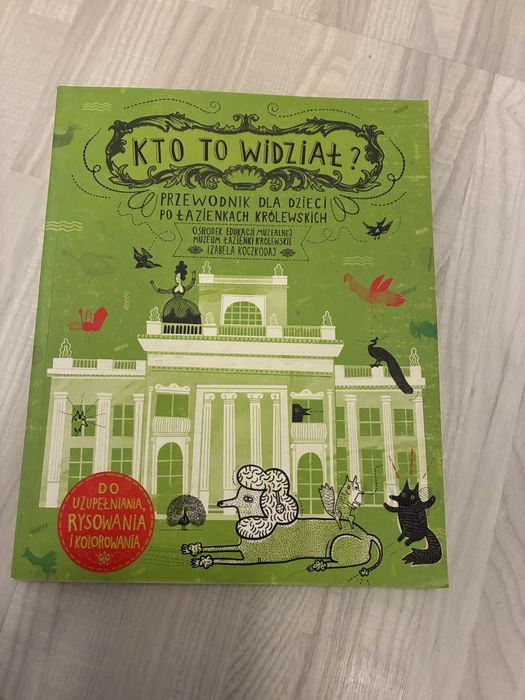 KTO TO WIDZIAŁ?
PRZEWODNIK DLA DZIECI
PO ŁAZIENKACH KRÓLEWSKICH
OŚRODEK EDUKACJI MUZEALNEJ
MUZEUM ŁAZIENKI KRÓLEWSKIE
IZABELA KOCZKODAJ
DO
UZUPEŁNIANIA,
RYSOWANIA
I KOLOROWANIA